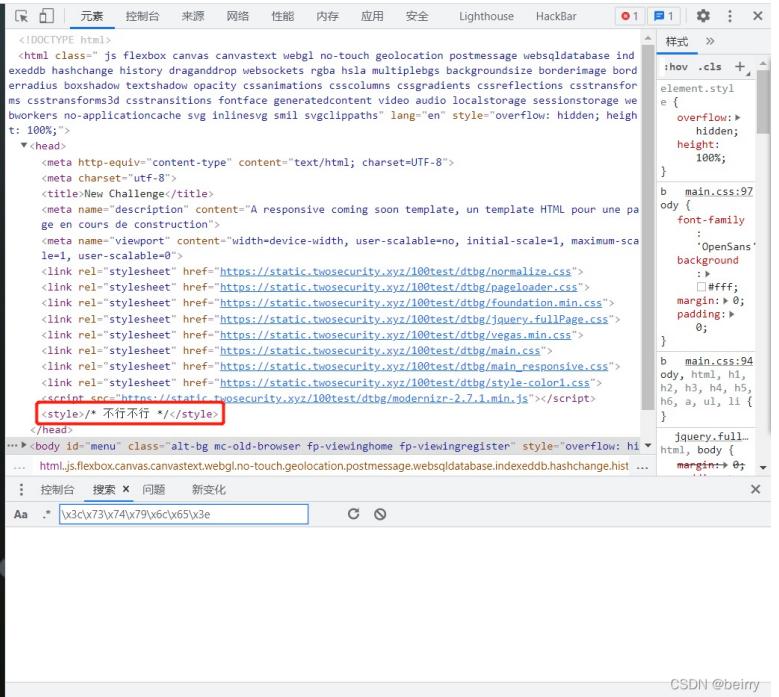 元素 控制台 来源 网络 性能 内存 应用 安全 Lighthouse HackBar 1 1
<!DOCTYPE html>
<html class=" js flexbox canvas canvastext webgl no-touch geolocation postmessage websqldatabase ind
exeddb hashchange history draganddrop websockets rgba hsla multiplebgs backgroundsize borderimage bord
erradius boxshadow textshadow opacity cssanimations csscolumns cssgradients cssreflections csstransfor
ms csstransforms3d csstransitions fontface generatedcontent video audio localstorage sessionstorage we
bworkers no-applicationcache svg inlinesvg smil svgclippaths" lang="en" style="overflow: hidden; heigh
t: 100%;">
▼<head>
<meta http-equiv="content-type" content="text/html; charset=UTF-8">
<meta charset="utf-8">
<title>New Challenge</title>
<meta name="description" content="A responsive coming soon template, un template HTML pour une pa
ge en cours de construction">
<meta name="viewport" content="width=device-width, user-scalable=no, initial-scale=1, maximum-sca
le=1, user-scalable=0">
<link rel="stylesheet" href="https://static.twosecurity.xyz/100test/dtbg/normalize.css">
<link rel="stylesheet" href="https://static.twosecurity.xyz/100test/dtbg/pageloader.css">
<link rel="stylesheet" href="https://static.twosecurity.xyz/100test/dtbg/foundation.min.css">
<link rel="stylesheet" href="https://static.twosecurity.xyz/100test/dtbg/jquery.fullPage.css">
<link rel="stylesheet" href="https://static.twosecurity.xyz/100test/dtbg/vegas.min.css">
<link rel="stylesheet" href="https://static.twosecurity.xyz/100test/dtbg/main.css">
<link rel="stylesheet" href="https://static.twosecurity.xyz/100test/dtbg/main_responsive.css">
<link rel="stylesheet" href="https://static.twosecurity.xyz/100test/dtbg/style-color1.css">
<script src="https://static.twosecurity.xyz/100test/dtbg/modernizr-2.7.1.min.js"></script>
<style>/* 不行不行 */</style>
</head>
••• ▶<body id="menu" class="alt-bg mc-old-browser fp-viewinghome fp-viewingregister" style="overflow: hi
... html.js.flexbox.canvas.canvastext.webgl.no-touch.geolocation.postmessage.websqldatabase.indexeddb.hashchange.hist ...
样式 »
:hov .cls +
element.styl
e {
overflow:▶
hidden;
height:
100%;
}
b main.css:97
ody {
font-family
:
'OpenSans'
background
:▶
#fff;
margin:▶ 0;
padding:▶
0;
}
b main.css:94
ody, html, h1,
h2, h3, h4, h5,
h6, a, ul, li {
}
jquery.full…
html, body {
margin:▶ 0;
控制台 搜索 × 问题 新变化
Aa .* \x3c\x73\x74\x79\x6c\x65\x3e
CSDN @beirry